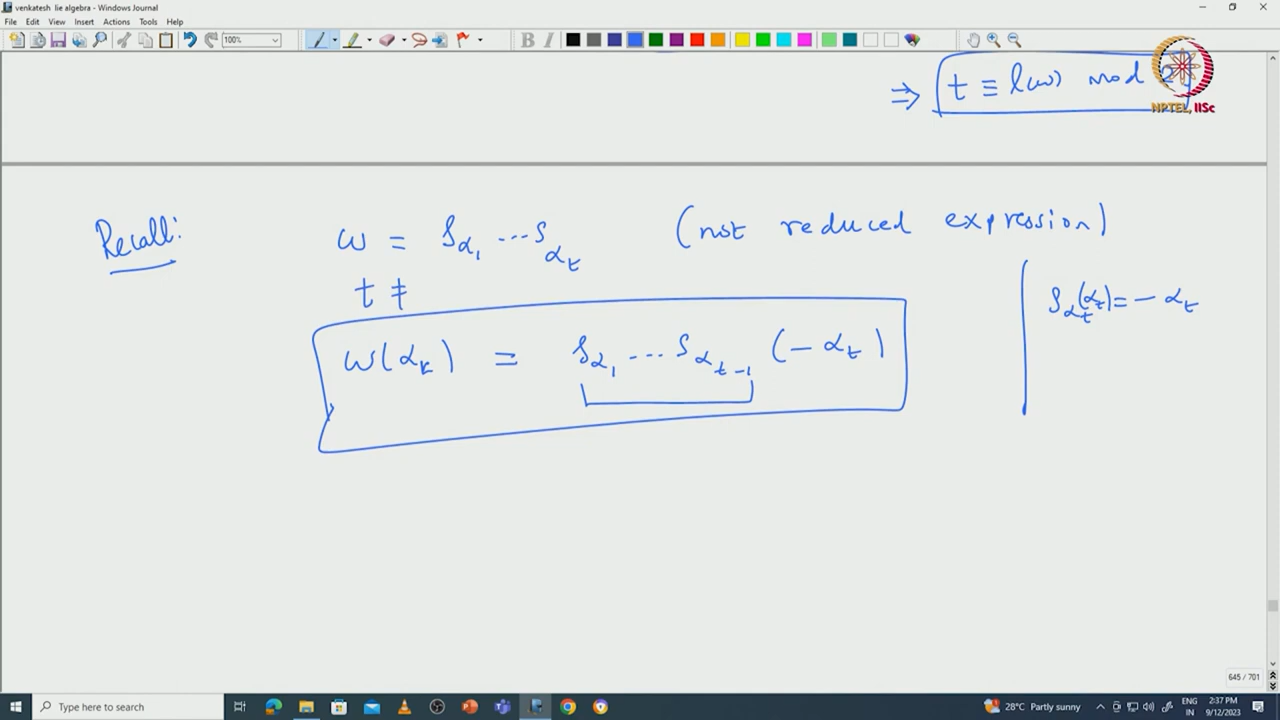 venkatesh lie algebra - Windows Journal
File Edit View Insert Actions Tools Help
100%
B I
⇒ t ≡ l(w) mod 2
NPTEL, IISc
Recall: w = s_{α_1} ... s_{α_t} (not reduced expression)
t ≠
s_{α_t}(α_t) = - α_t
w(α_t) = s_{α_1} ... s_{α_{t-1}} (- α_t)
645 / 701
Type here to search
28°C Partly sunny
ENG
IN
2:37 PM
9/12/2023